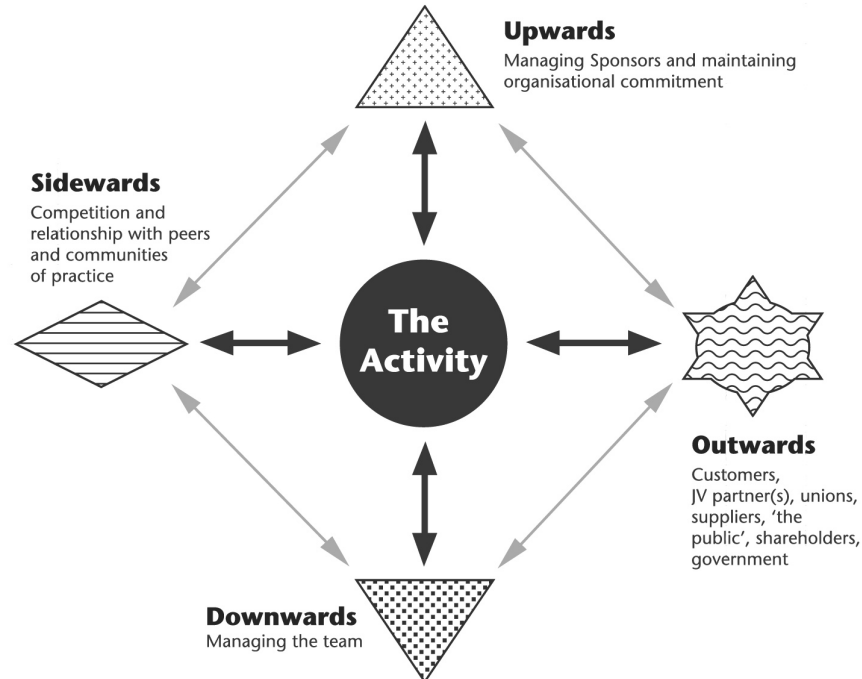 Upwards
Managing Sponsors and maintaining
organisational commitment
Sidewards
Competition and
relationship with peers
and communities
of practice
The
Activity
Outwards
Customers,
JV partner(s), unions,
suppliers, ‘the
public’, shareholders,
government
Downwards
Managing the team